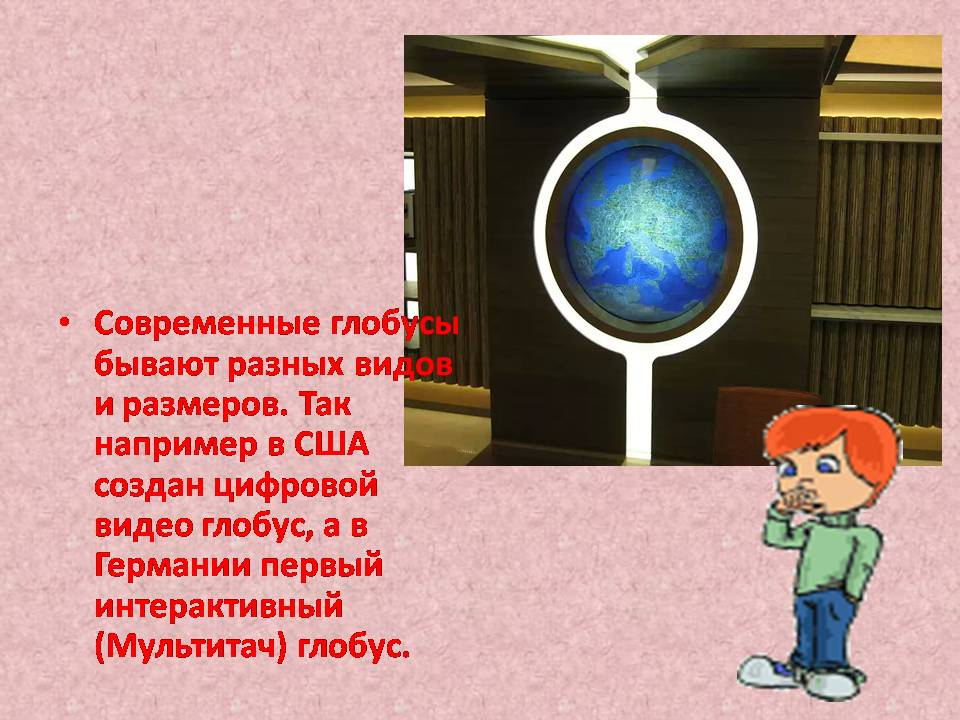 • Современные глобусы
бывают разных видов
и размеров. Так
например в США
создан цифровой
видео глобус, а в
Германии первый
интерактивный
(Мультитач) глобус.